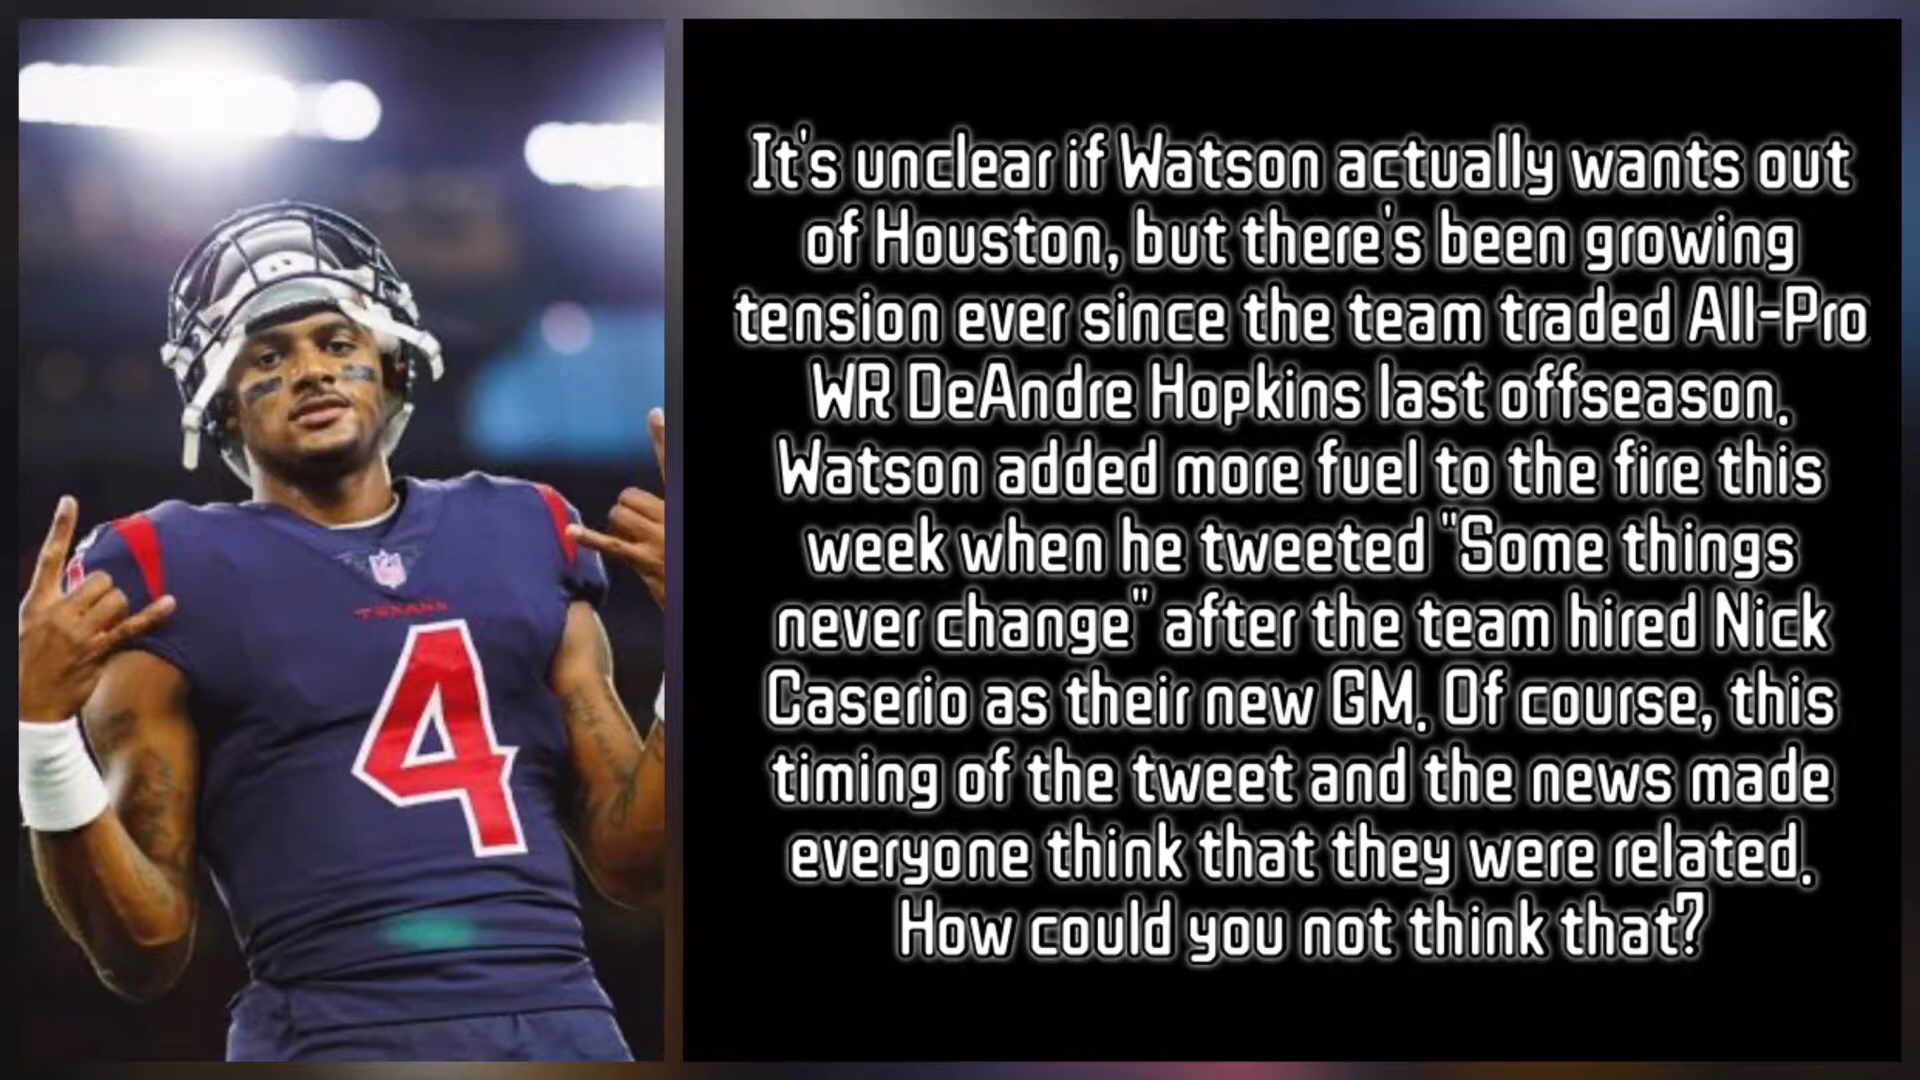 It's unclear if Watson actually wants out
of Houston, but there's been growing
tension ever since the team traded All-Pro
WR DeAndre Hopkins last offseason.
Watson added more fuel to the fire this
week when he tweeted "Some things
never change" after the team hired Nick
Caserio as their new GM. Of course, this
timing of the tweet and the news made
everyone think that they were related.
How could you not think that?
NFL
TEXANS
4